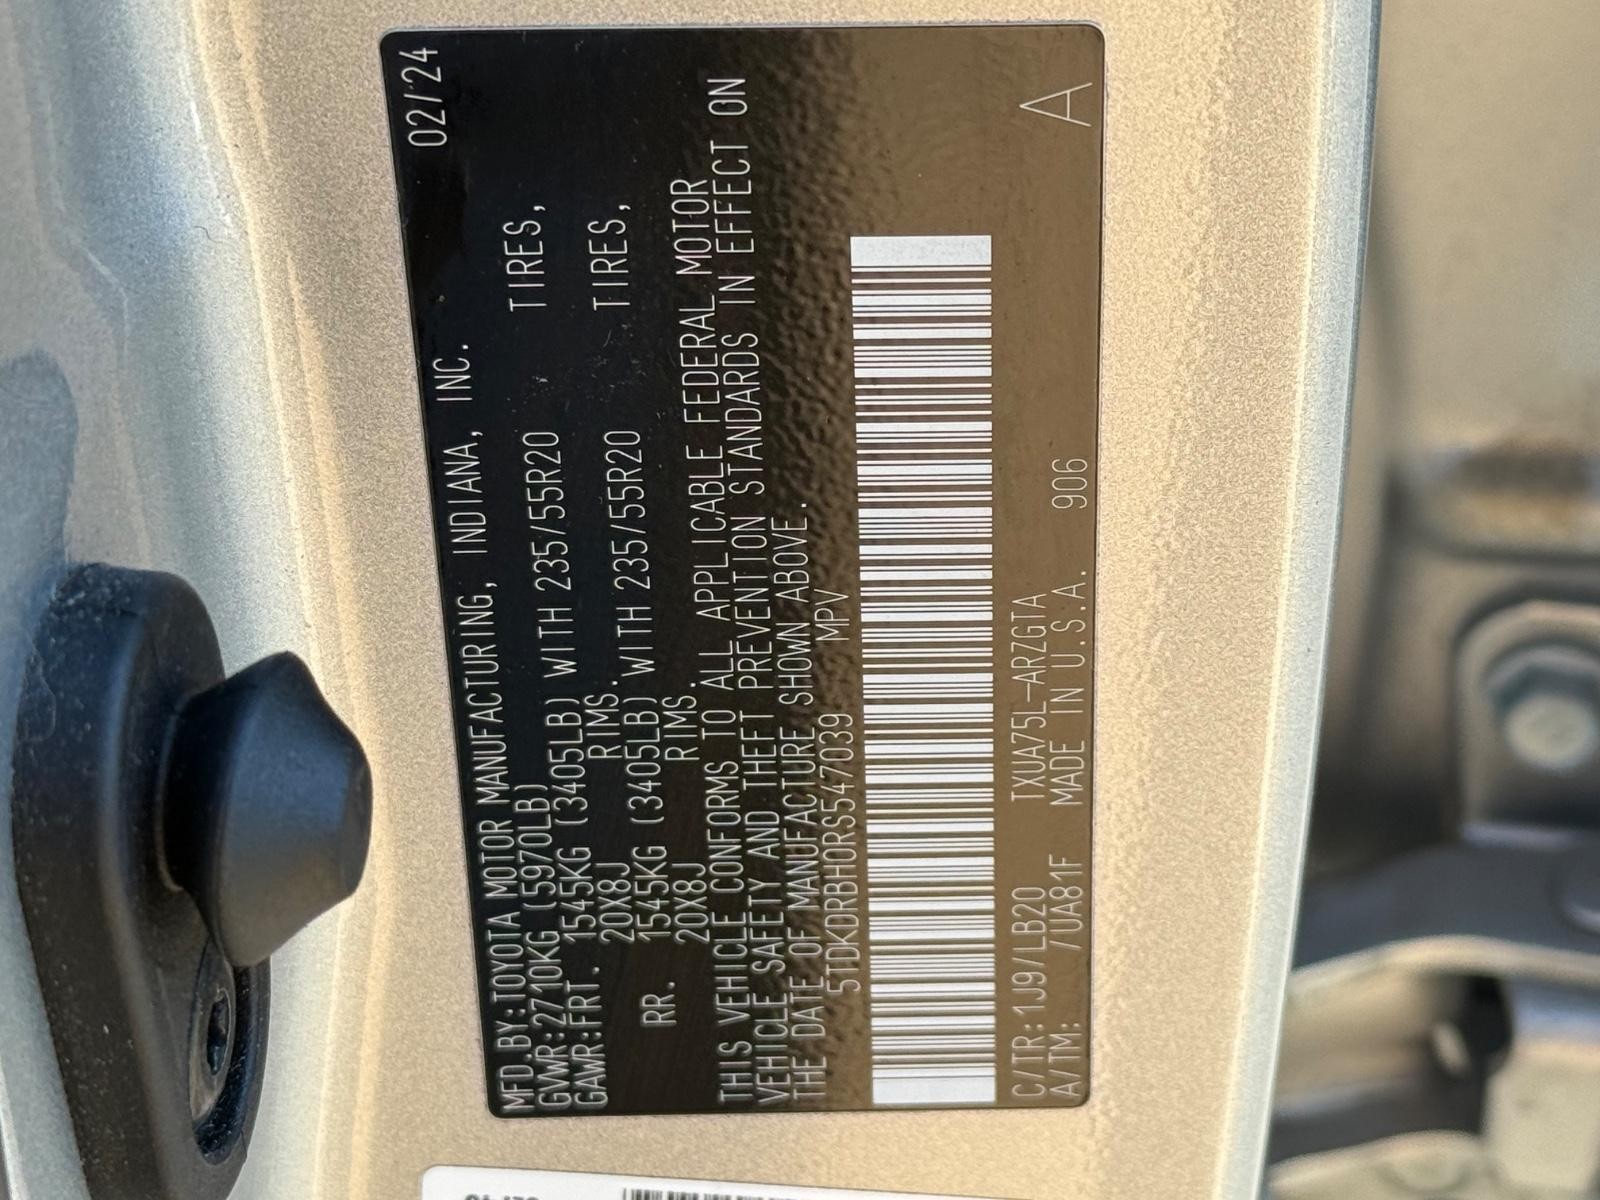 MFD.BY:TOYOTA MOTOR MANUFACTURING, INDIANA, INC. 02/24
GVWR:2710KG (5970LB)
GAWR:FRT. 1545KG (3405LB) WITH 235/55R20 TIRES,
20X8J RIMS.
RR. 1545KG (3405LB) WITH 235/55R20 TIRES,
20X8J RIMS.
THIS VEHICLE CONFORMS TO ALL APPLICABLE FEDERAL MOTOR
VEHICLE SAFETY AND THEFT PREVENTION STANDARDS IN EFFECT ON
THE DATE OF MANUFACTURE SHOWN ABOVE.
5TDKDRBH0RS547039 MPV
C/TR:1J9/LB20 TXUA75L-ARZGTA
A/TM: /UA81F MADE IN U.S.A. 906 A